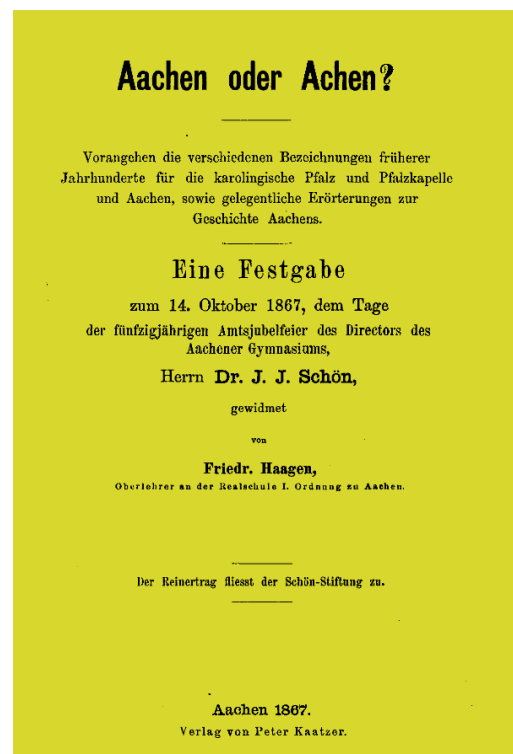 Aachen oder Achen?
Vorangehen die verschiedenen Bezeichnungen früherer
Jahrhunderte für die karolingische Pfalz und Pfalzkapelle
und Aachen, sowie gelegentliche Erörterungen zur
Geschichte Aachens.
Eine Festgabe
zum 14. Oktober 1867, dem Tage
der fünfzigjährigen Amtsjubelfeier des Directors des
Aachener Gymnasiums,
Herrn Dr. J. J. Schön,
gewidmet
von
Friedr. Haagen,
Oberlehrer an der Realschule I. Ordnung zu Aachen.
Der Reinertrag fliesst der Schön-Stiftung zu.
Aachen 1867.
Verlag von Peter Kaatzer.